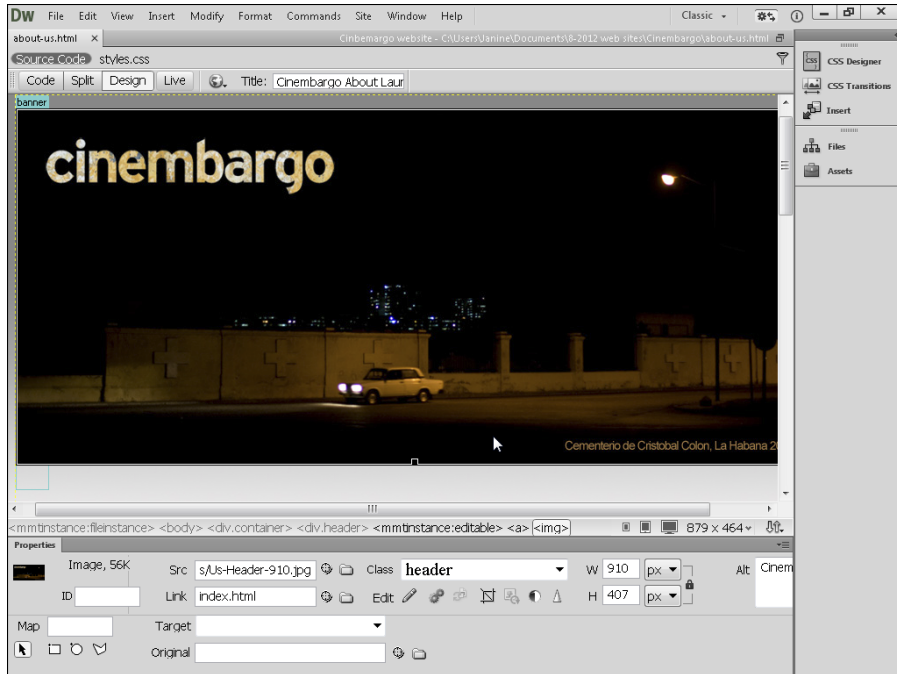 DW File Edit View Insert Modify Format Commands Site Window Help Classic
about-us.html × Cinbemargo website - C:\Users\Janine\Documents\8-2012 web sites\Cinembargo\about-us.html
Source Code styles.css
Code Split Design Live Title: Cinembargo About Laur
banner
cinembargo
Cementerio de Cristobal Colon, La Habana 20
CSS CSS Designer
CSS Transitions
Insert
Files
Assets
<mmtinstance:fileinstance> <body> <div.container> <div.header> <mmtinstance:editable> <a> <img> 879 x 464
Properties
Image, 56K Src s/Us-Header-910.jpg Class header W 910 px Alt Cinem
ID Link index.html Edit H 407 px
Map Target
Original